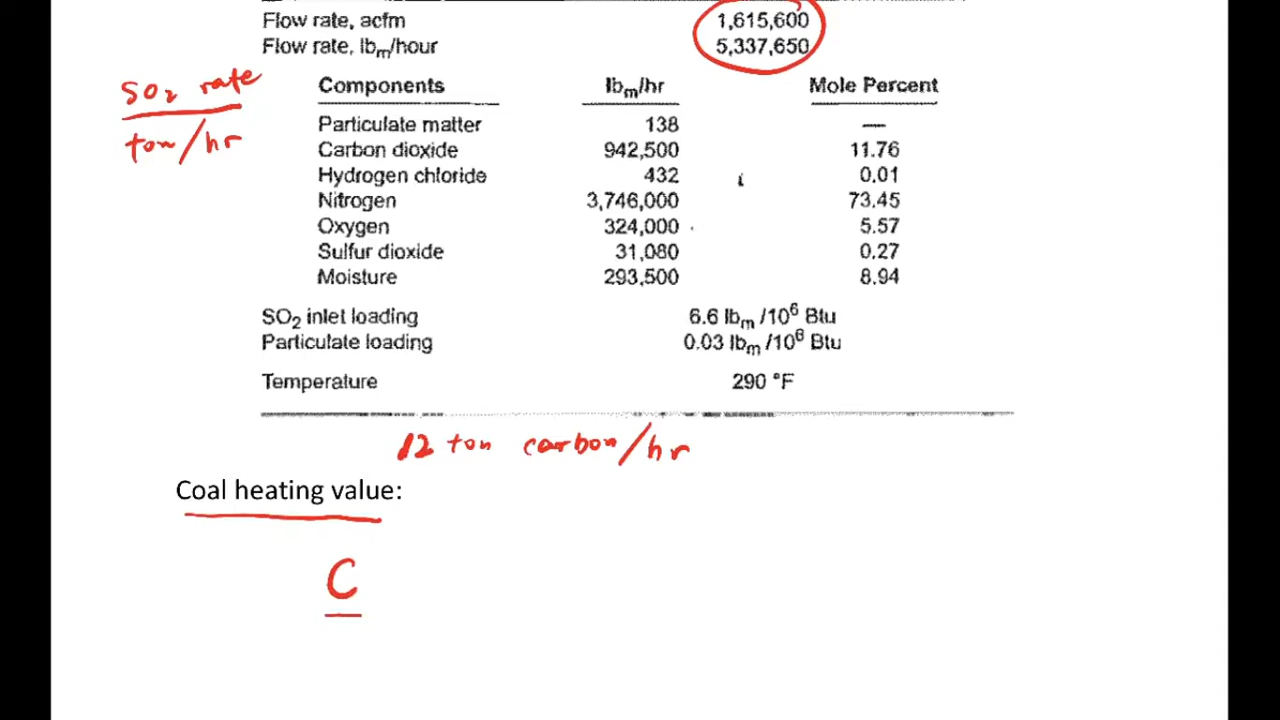 Flow rate, acfm 1,615,600
Flow rate, lbm/hour 5,337,650
SO2 rate
ton/hr
Components lbm/hr Mole Percent
Particulate matter 138 —
Carbon dioxide 942,500 11.76
Hydrogen chloride 432 0.01
Nitrogen 3,746,000 73.45
Oxygen 324,000 5.57
Sulfur dioxide 31,080 0.27
Moisture 293,500 8.94
SO2 inlet loading 6.6 lbm /10⁶ Btu
Particulate loading 0.03 lbm /10⁶ Btu
Temperature 290 °F
12 ton carbon/hr
Coal heating value:
C